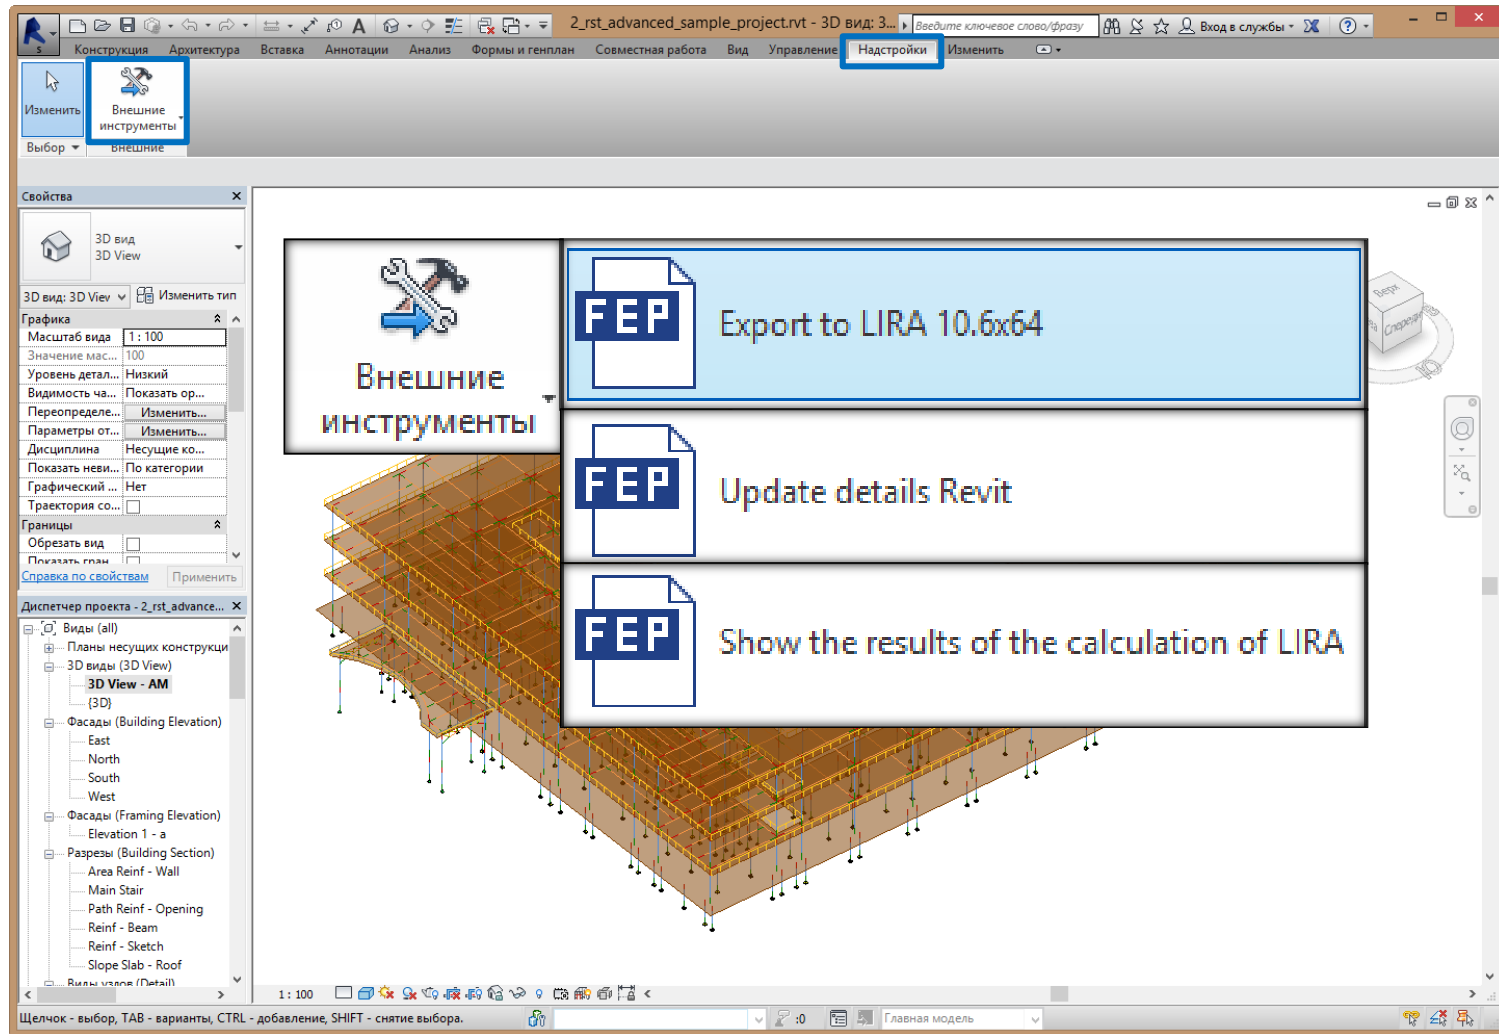 2_rst_advanced_sample_project.rvt - 3D вид: 3...
Введите ключевое слово/фразу
Вход в службы
S
Конструкция Архитектура Вставка Аннотации Анализ Формы и генплан Совместная работа Вид Управление Надстройки Изменить
Изменить
Внешние
инструменты
Выбор
Внешние
Свойства
3D вид
3D View
3D вид: 3D Viev
Изменить тип
Графика
Масштаб вида 1 : 100
Значение мас... 100
Уровень детал... Низкий
Видимость ча... Показать ор...
Переопределе... Изменить...
Параметры от... Изменить...
Дисциплина Несущие ко...
Показать неви... По категории
Графический ... Нет
Траектория со...
Границы
Обрезать вид
Показать гран
Справка по свойствам
Применить
Диспетчер проекта - 2_rst_advance...
Виды (all)
Планы несущих конструкци
3D виды (3D View)
3D View - AM
{3D}
Фасады (Building Elevation)
East
North
South
West
Фасады (Framing Elevation)
Elevation 1 - a
Разрезы (Building Section)
Area Reinf - Wall
Main Stair
Path Reinf - Opening
Reinf - Beam
Reinf - Sketch
Slope Slab - Roof
Виды узлов (Detail)
Внешние
инструменты
FEP
Export to LIRA 10.6x64
FEP
Update details Revit
FEP
Show the results of the calculation of LIRA
Верх
Спереди
Ю
1 : 100
Щелчок - выбор, TAB - варианты, CTRL - добавление, SHIFT - снятие выбора.
:0
Главная модель